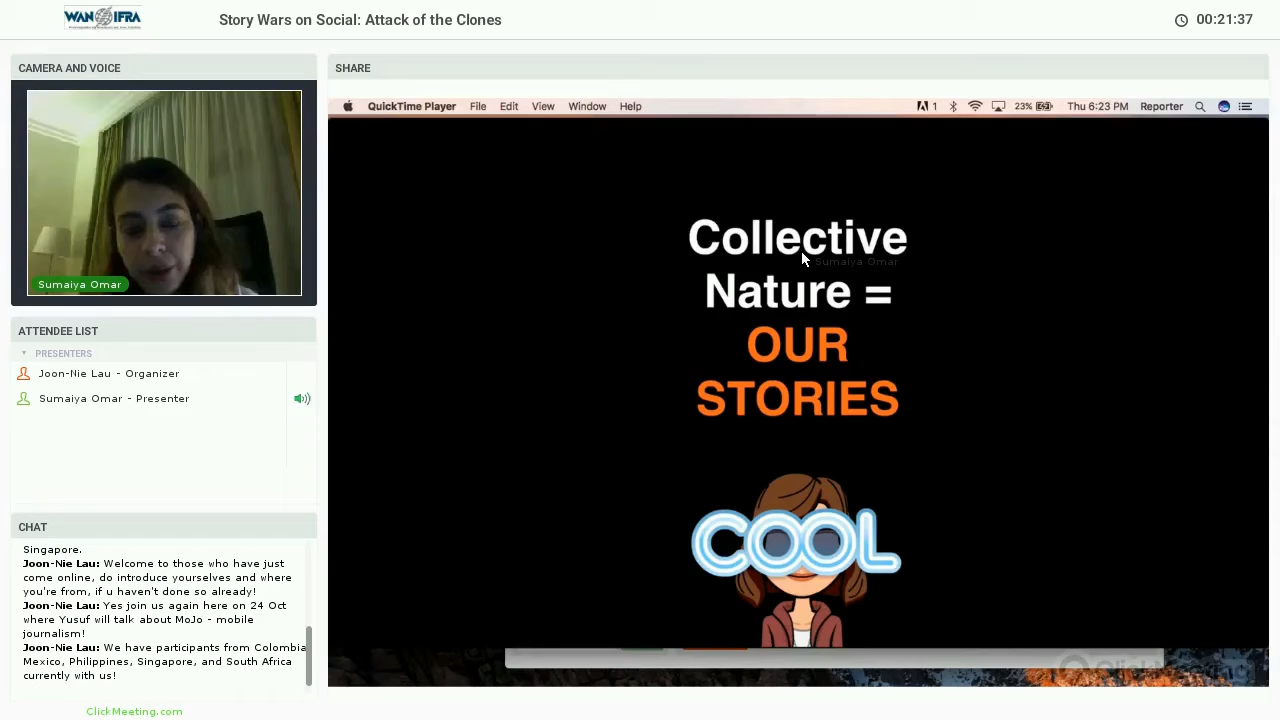 WAN IFRA
Story Wars on Social: Attack of the Clones
00:21:37
CAMERA AND VOICE
Sumaiya Omar
ATTENDEE LIST
PRESENTERS
Joon-Nie Lau - Organizer
Sumaiya Omar - Presenter
CHAT
Singapore.
Joon-Nie Lau: Welcome to those who have just
come online, do introduce yourselves and where
you're from, if u haven't done so already!
Joon-Nie Lau: Yes join us again here on 24 Oct
where Yusuf will talk about MoJo - mobile
journalism!
Joon-Nie Lau: We have participants from Colombia
Mexico, Philippines, Singapore, and South Africa
currently with us!
ClickMeeting.com
SHARE
QuickTime Player File Edit View Window Help
1 23% Thu 6:23 PM Reporter
Collective
Sumaiya Omar
Nature =
OUR
STORIES
COOL
ClickMeeting